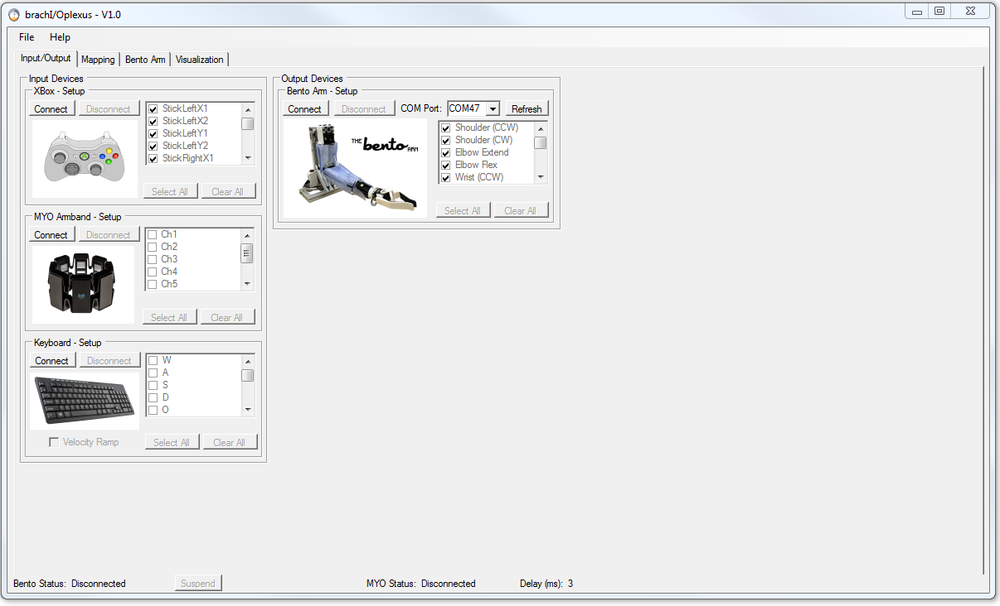 brachI/Oplexus - V1.0
File Help
Input/Output Mapping Bento Arm Visualization
Input Devices
XBox - Setup
Connect Disconnect
StickLeftX1
StickLeftX2
StickLeftY1
StickLeftY2
StickRightX1
Select All Clear All
MYO Armband - Setup
Connect Disconnect
Ch1
Ch2
Ch3
Ch4
Ch5
Select All Clear All
Keyboard - Setup
Connect Disconnect
W
A
S
D
O
Velocity Ramp Select All Clear All
Output Devices
Bento Arm - Setup
Connect Disconnect COM Port: COM47 Refresh
THE bento ARM
Shoulder (CCW)
Shoulder (CW)
Elbow Extend
Elbow Flex
Wrist (CCW)
Select All Clear All
Bento Status: Disconnected Suspend MYO Status: Disconnected Delay (ms): 3